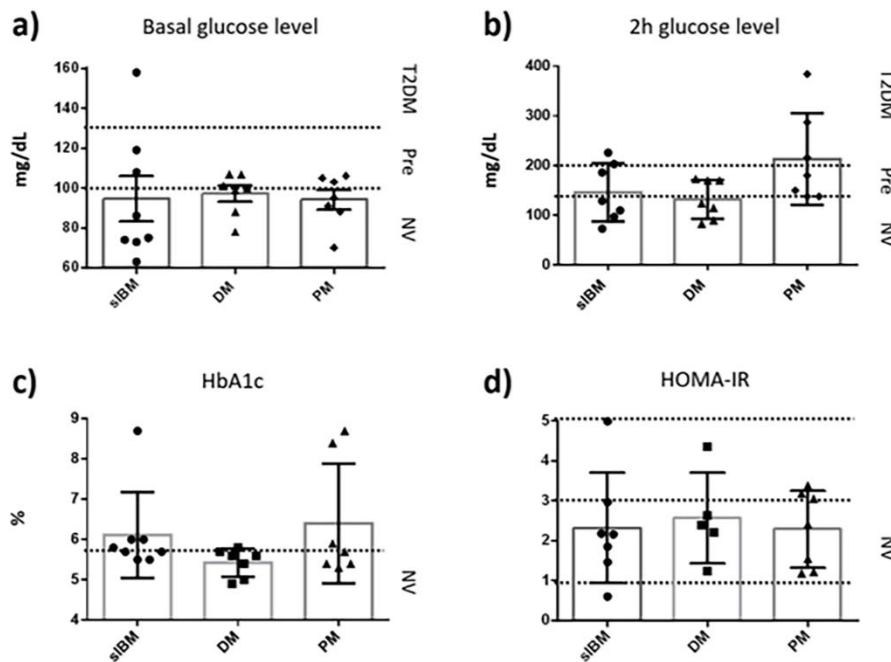 a)
Basal glucose level
mg/dL
160
140
120
100
80
60
T2DM
Pre
NV
sIBM
DM
PM
b)
2h glucose level
mg/dL
400
300
200
100
0
T2DM
Pre
NV
sIBM
DM
PM
c)
HbA1c
%
9
8
7
6
5
4
NV
sIBM
DM
PM
d)
HOMA-IR
5
4
3
2
1
0
NV
sIBM
DM
PM